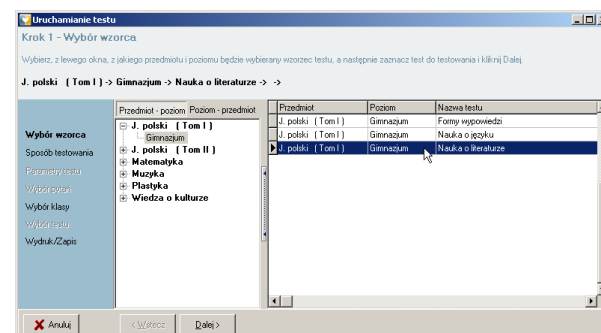 Uruchamianie testu
Krok 1 - Wybór wzorca
Wybierz, z lewego okna, z jakiego przedmiotu i poziomu będzie wybierany wzorzec testu, a następnie zaznacz test do testowania i kliknij Dalej.
J. polski ( Tom I ) -> Gimnazjum -> Nauka o literaturze -> ->
Przedmiot - poziom Poziom - przedmiot
Przedmiot Poziom Nazwa testu
Wybór wzorca
Sposób testowania
Parametry testu
Wybór pytań
Wybór klasy
Wybór testu
Wydruk/Zapis
J. polski ( Tom I )
Gimnazjum
J. polski ( Tom II )
Matematyka
Muzyka
Plastyka
Wiedza o kulturze
J. polski ( Tom I ) Gimnazjum Formy wypowiedzi
J. polski ( Tom I ) Gimnazjum Nauka o języku
J. polski ( Tom I ) Gimnazjum Nauka o literaturze
Anuluj
< Wstecz
Dalej >